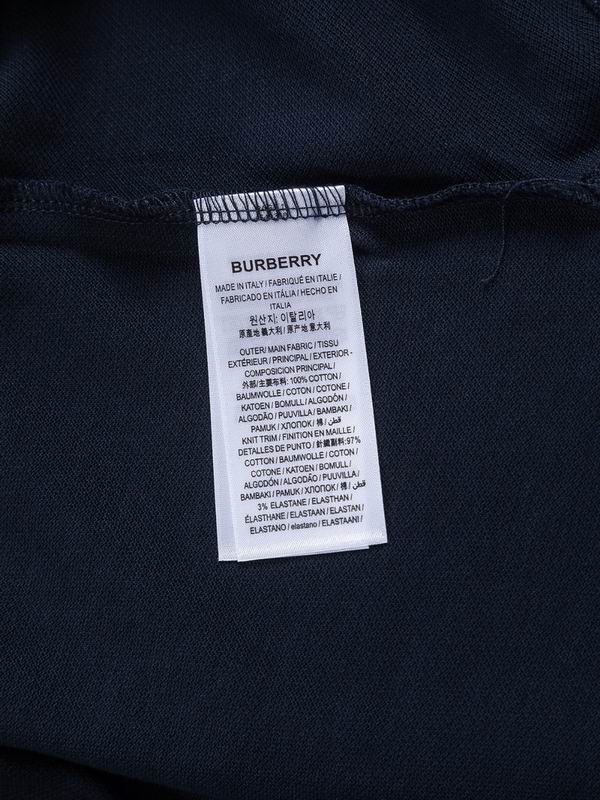 BURBERRY
MADE IN ITALY / FABRIQUÉ EN ITALIE /
FABRICADO EN ITÁLIA / HECHO EN
ITALIA
원산지: 이탈리아
原產地 義大利 / 原产地 意大利
OUTER/ MAIN FABRIC / TISSU
EXTÉRIEUR / PRINCIPAL / EXTERIOR -
COMPOSICION PRINCIPAL /
外部/主要布料: 100% COTTON /
BAUMWOLLE / COTON / COTONE /
KATOEN / BOMULL / ALGODÓN /
ALGODÃO / PUUVILLA / BAMBAKI /
PAMUK / ХЛОПОК / 棉 / قطن /
KNIT TRIM / FINITION EN MAILLE /
DETALLES DE PUNTO / 針織副料: 97%
COTTON / BAUMWOLLE / COTON /
COTONE / KATOEN / BOMULL /
ALGODÓN / ALGODÃO / PUUVILLA /
BAMBAKI / PAMUK / ХЛОПОК / 棉 / قطن
3% ELASTANE / ELASTHAN /
ÉLASTHANE / ELASTAAN / ELASTAN /
ELASTANO / elastano / ELASTAANI /